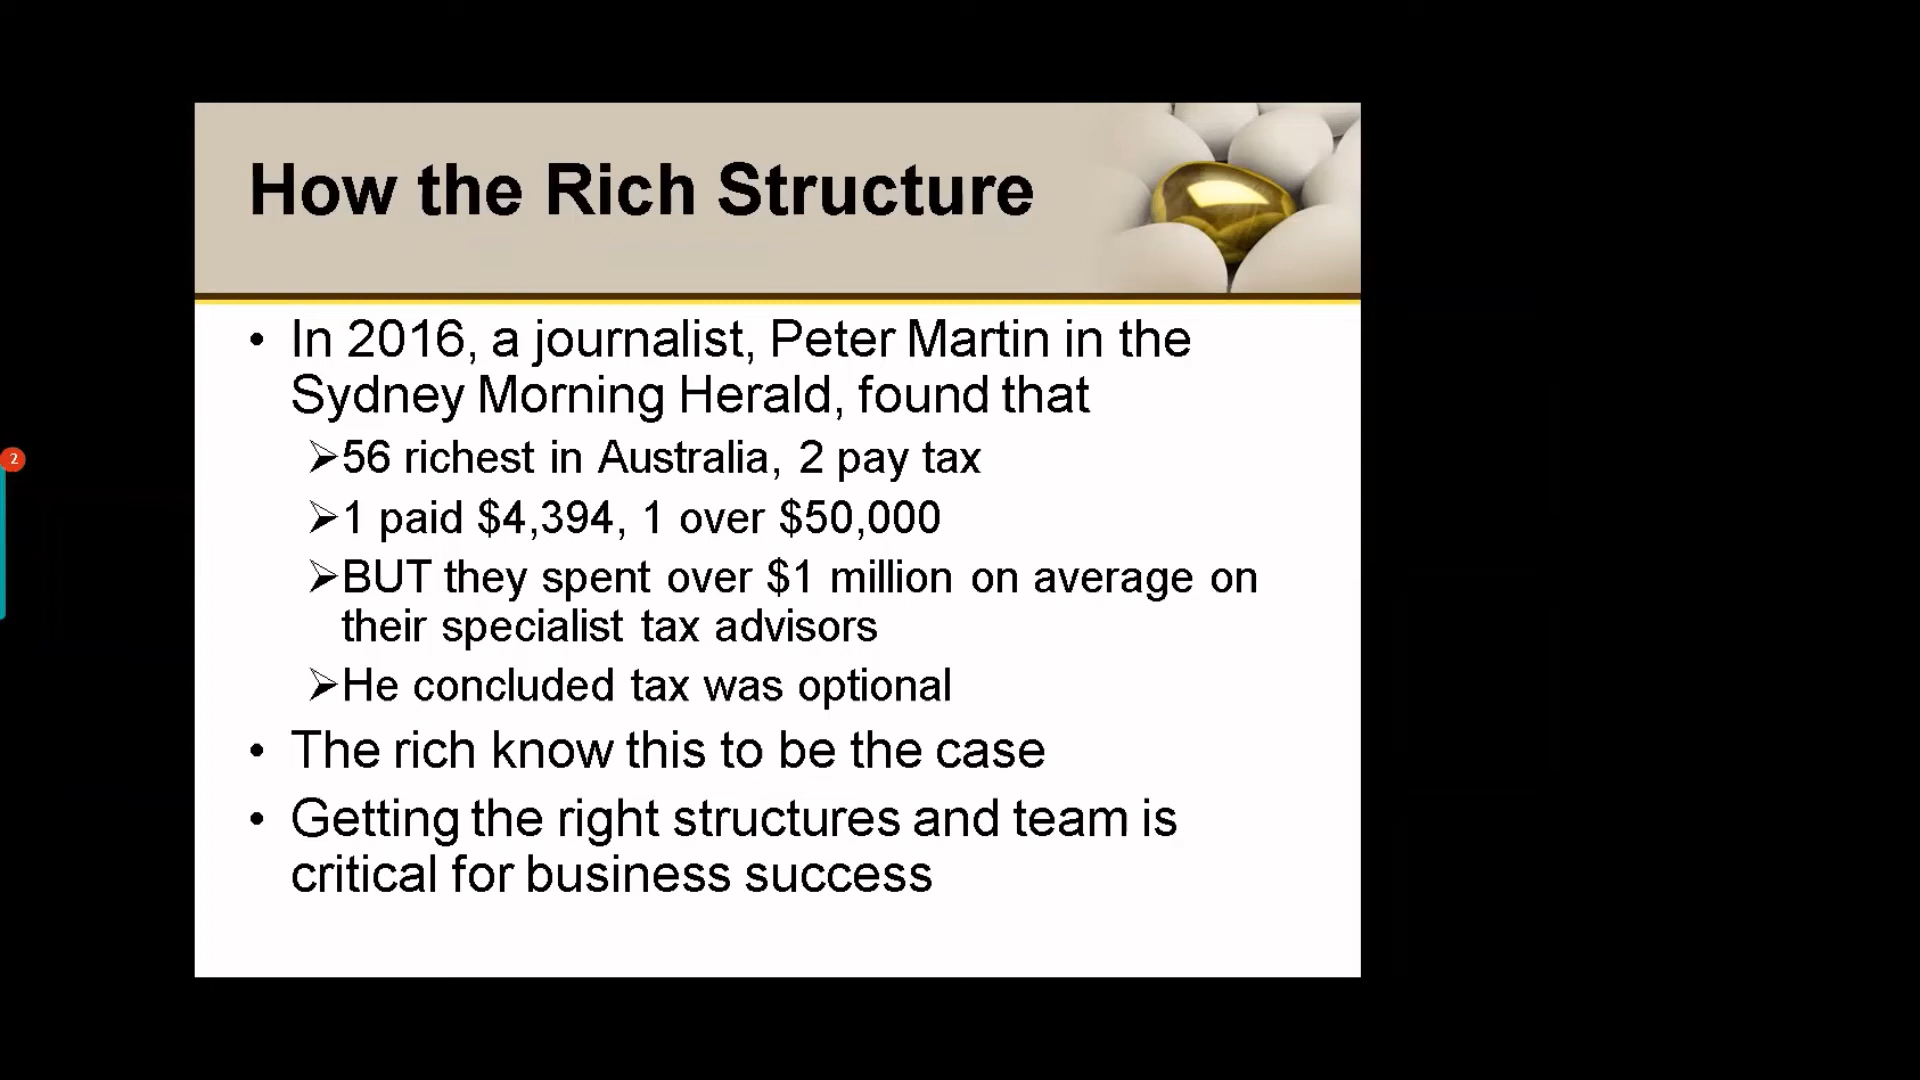 How the Rich Structure
• In 2016, a journalist, Peter Martin in the
Sydney Morning Herald, found that
➢56 richest in Australia, 2 pay tax
➢1 paid $4,394, 1 over $50,000
➢BUT they spent over $1 million on average on
their specialist tax advisors
➢He concluded tax was optional
• The rich know this to be the case
• Getting the right structures and team is
critical for business success
2